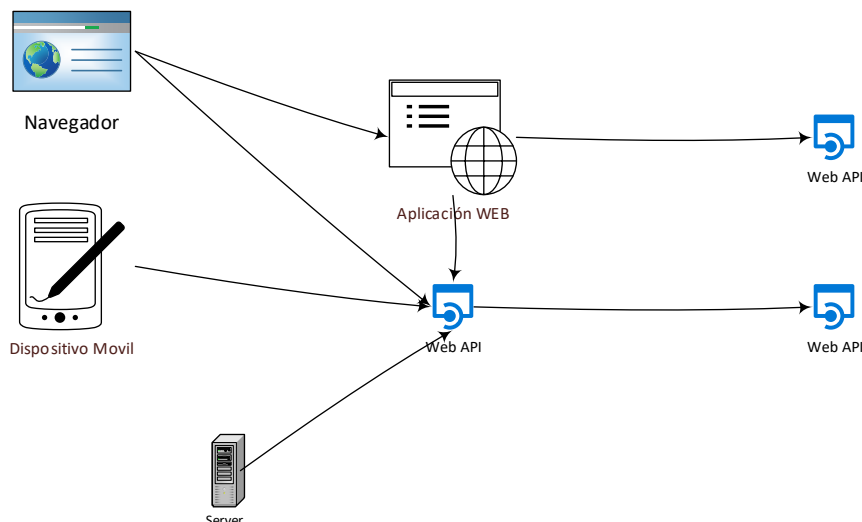 Navegador
Aplicación WEB
Web API
Dispositivo Movil
Web API
Web API
Server